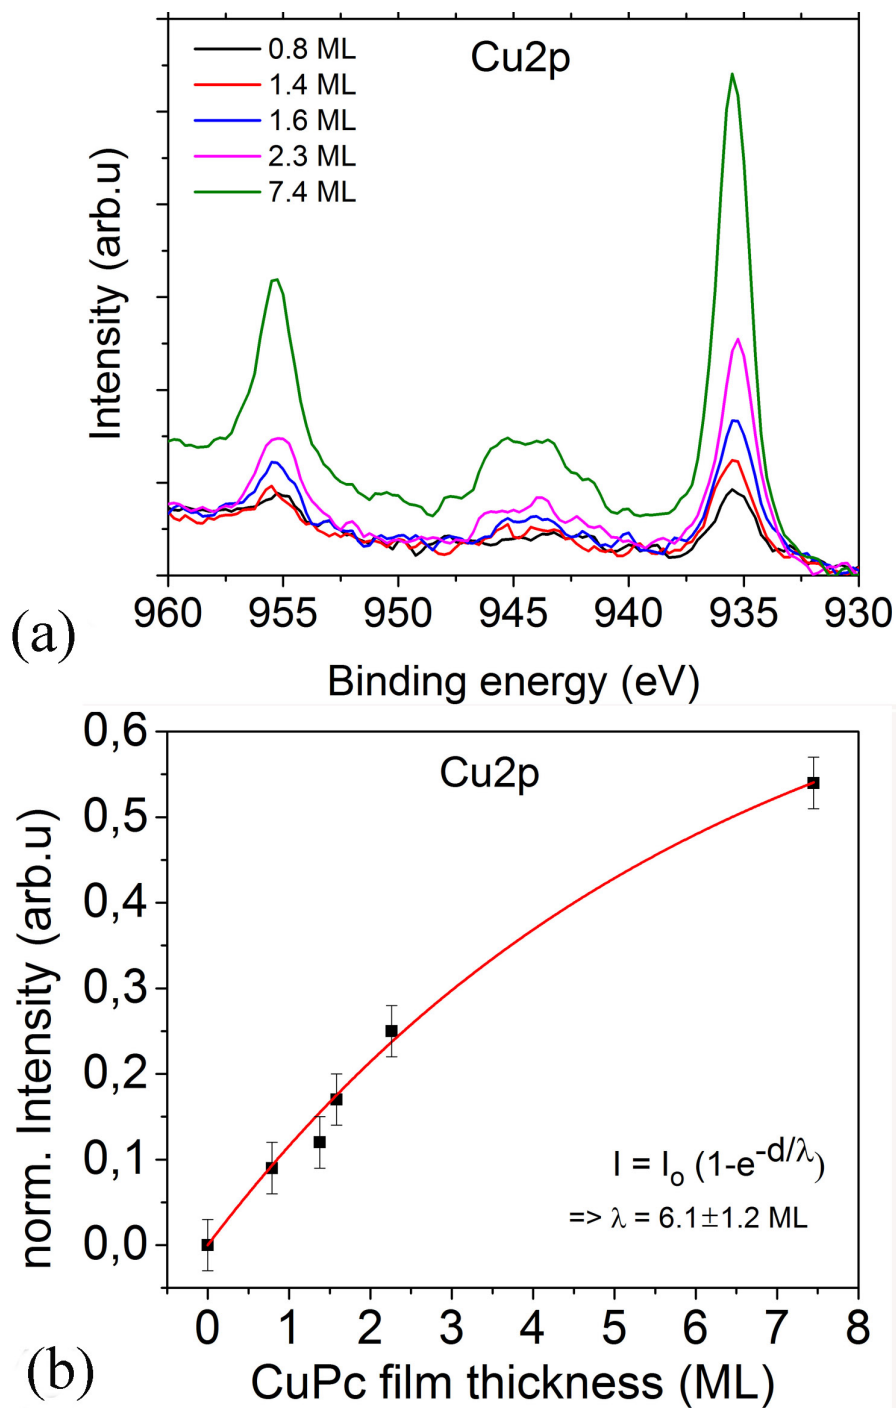 Cu2p
0.8 ML
1.4 ML
1.6 ML
2.3 ML
7.4 ML
Intensity (arb.u)
960 955 950 945 940 935 930
Binding energy (eV)
(a)
Cu2p
0,6
0,5
0,4
0,3
0,2
0,1
0,0
norm. Intensity (arb.u)
I = Io (1-e-d/λ)
=> λ = 6.1±1.2 ML
0 1 2 3 4 5 6 7 8
CuPc film thickness (ML)
(b)